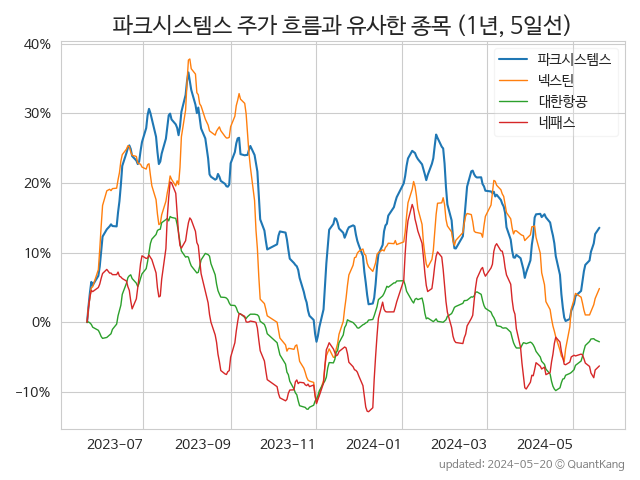 파크시스템스 주가 흐름과 유사한 종목 (1년, 5일선)
40%
30%
20%
10%
0%
−10%
파크시스템스
넥스틴
대한항공
네패스
2023-07
2023-09
2023-11
2024-01
2024-03
2024-05
updated: 2024-05-20 © QuantKang